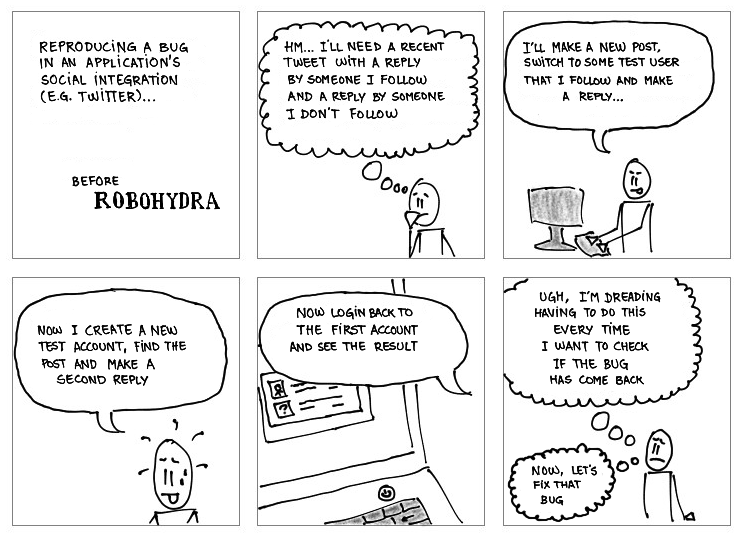 REPRODUCING A BUG
IN AN APPLICATION'S
SOCIAL INTEGRATION
(E.G. TWITTER)...
BEFORE
ROBOHYDRA
HM... I'LL NEED A RECENT
TWEET WITH A REPLY
BY SOMEONE I FOLLOW
AND A REPLY BY SOMEONE
I DON'T FOLLOW
I'LL MAKE A NEW POST,
SWITCH TO SOME TEST USER
THAT I FOLLOW AND MAKE
A REPLY...
NOW I CREATE A NEW
TEST ACCOUNT, FIND THE
POST AND MAKE A
SECOND REPLY
NOW LOGIN BACK TO
THE FIRST ACCOUNT
AND SEE THE RESULT
?
UGH, I'M DREADING
HAVING TO DO THIS
EVERY TIME
I WANT TO CHECK
IF THE BUG
HAS COME BACK
NOW, LET'S
FIX THAT
BUG